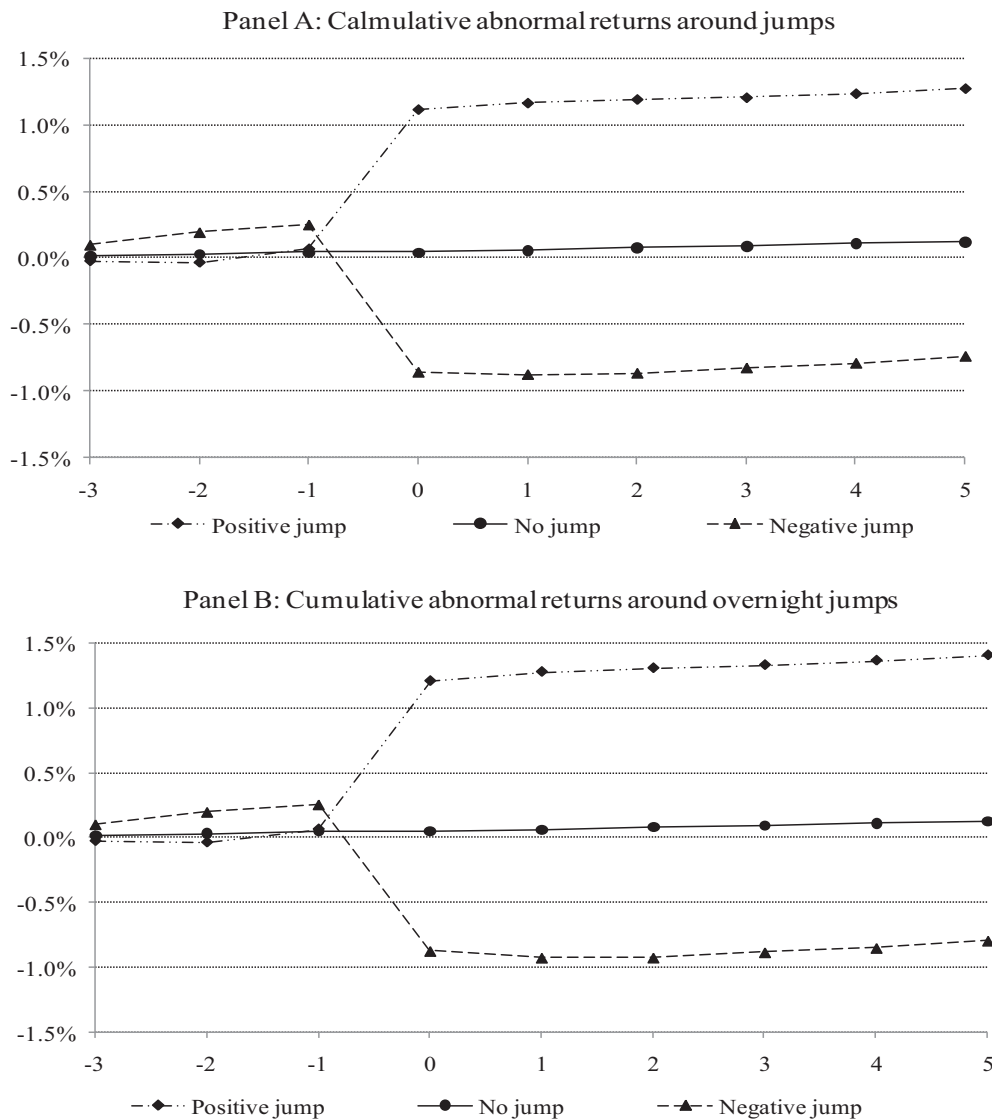 Panel A: Calmulative abnormal returns around jumps
1.5%
1.0%
0.5%
0.0%
-0.5%
-1.0%
-1.5%
-3 -2 -1 0 1 2 3 4 5
Positive jump No jump Negative jump
Panel B: Cumulative abnormal returns around overnight jumps
1.5%
1.0%
0.5%
0.0%
-0.5%
-1.0%
-1.5%
-3 -2 -1 0 1 2 3 4 5
Positive jump No jump Negative jump